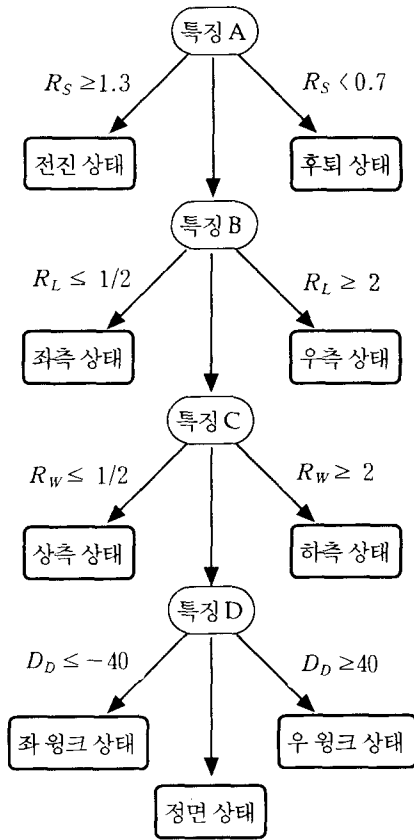 특징 A
R_S ≥1.3 R_S <0.7
전진 상태 후퇴 상태
특징 B
R_L ≤ 1/2 R_L ≥ 2
좌측 상태 우측 상태
특징 C
R_W ≤ 1/2 R_W ≥ 2
상측 상태 하측 상태
특징 D
D_D ≤ -40 D_D ≥40
좌 윙크 상태 우 윙크 상태
정면 상태